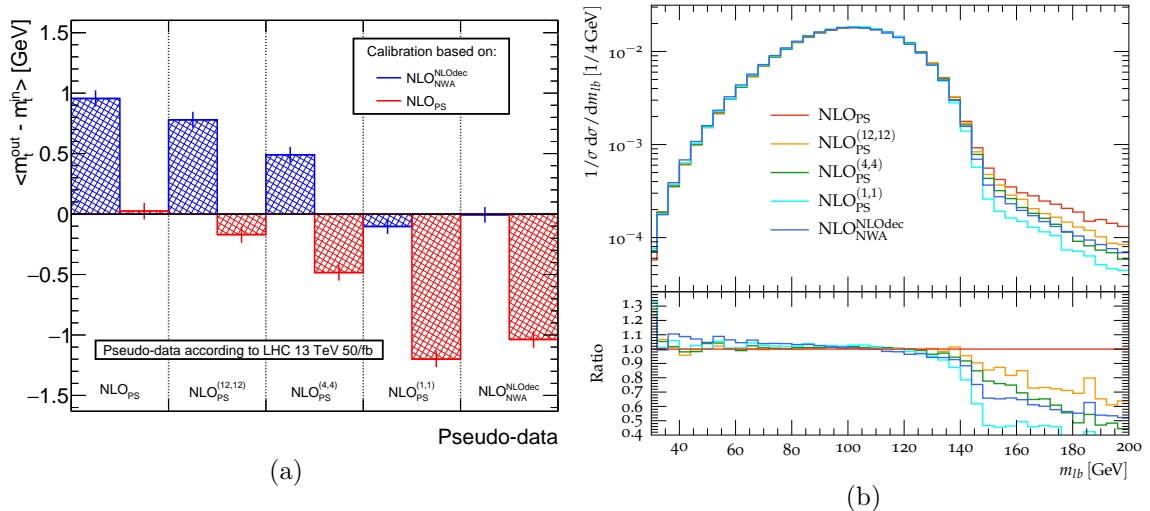 <m_t^out - m_t^in> [GeV]
1.5
1
0.5
0
−0.5
−1
−1.5
Calibration based on:
NLO_NWA^NLOdec
NLO_PS
Pseudo-data according to LHC 13 TeV 50/fb
NLO_PS
NLO_PS^(12,12)
NLO_PS^(4,4)
NLO_PS^(1,1)
NLO_NWA^NLOdec
Pseudo-data
(a)
1/σ dσ/dm_lb [1/4 GeV]
10^−2
10^−3
10^−4
NLO_PS
NLO_PS^(12,12)
NLO_PS^(4,4)
NLO_PS^(1,1)
NLO_NWA^NLOdec
Ratio
1.3
1.2
1.1
1.0
0.9
0.8
0.7
0.6
0.5
0.4
40 60 80 100 120 140 160 180 200
m_lb [GeV]
(b)